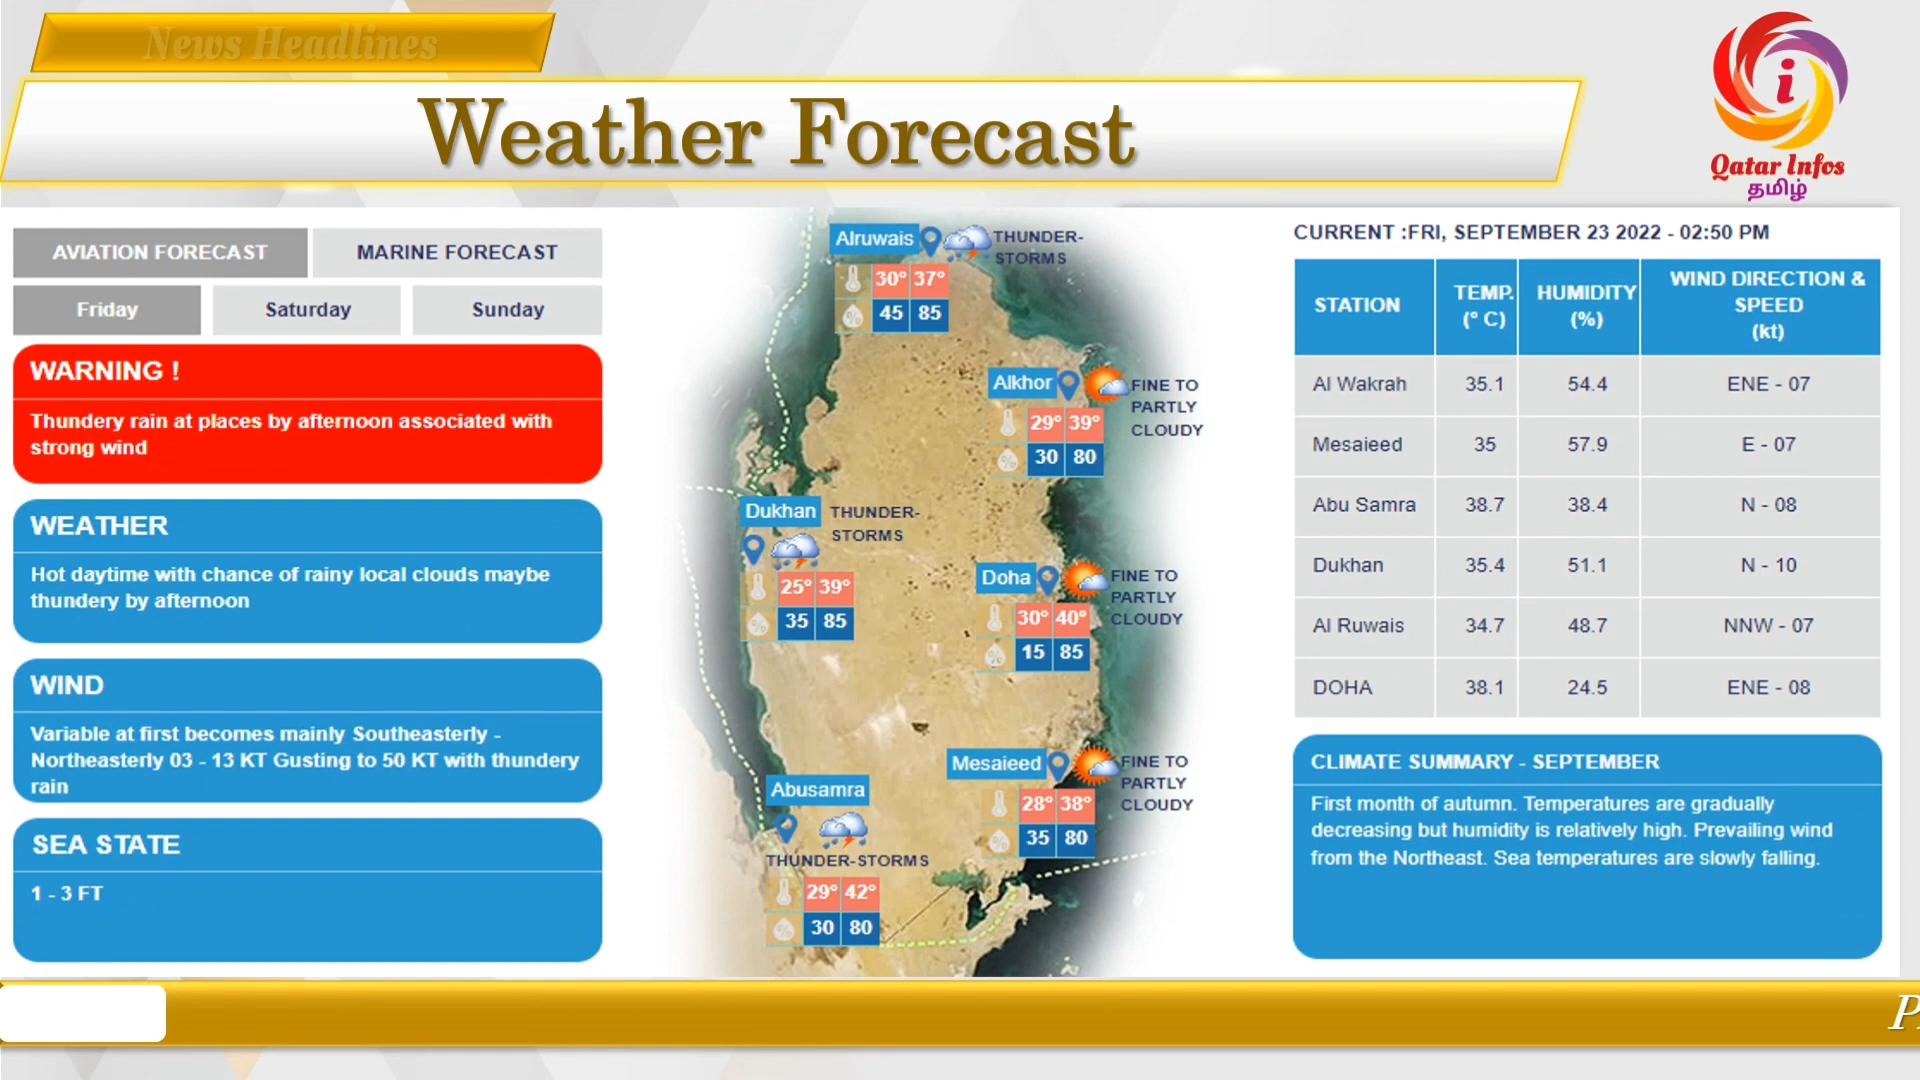 News Headlines
Weather Forecast
i
Qatar Infos
தமிழ்
AVIATION FORECAST
MARINE FORECAST
Friday
Saturday
Sunday
WARNING !
Thundery rain at places by afternoon associated with
strong wind
WEATHER
Hot daytime with chance of rainy local clouds maybe
thundery by afternoon
WIND
Variable at first becomes mainly Southeasterly -
Northeasterly 03 - 13 KT Gusting to 50 KT with thundery
rain
SEA STATE
1 - 3 FT
Alruwais
THUNDER-
STORMS
30° 37°
45 85
Alkhor
FINE TO
PARTLY
CLOUDY
29° 39°
30 80
Dukhan
THUNDER-
STORMS
25° 39°
35 85
Doha
FINE TO
PARTLY
CLOUDY
30° 40°
15 85
Mesaieed
FINE TO
PARTLY
CLOUDY
28° 38°
35 80
Abusamra
THUNDER-STORMS
29° 42°
30 80
CURRENT :FRI, SEPTEMBER 23 2022 - 02:50 PM
STATION TEMP. (° C) HUMIDITY (%) WIND DIRECTION & SPEED (kt)
Al Wakrah 35.1 54.4 ENE - 07
Mesaieed 35 57.9 E - 07
Abu Samra 38.7 38.4 N - 08
Dukhan 35.4 51.1 N - 10
Al Ruwais 34.7 48.7 NNW - 07
DOHA 38.1 24.5 ENE - 08
CLIMATE SUMMARY - SEPTEMBER
First month of autumn. Temperatures are gradually
decreasing but humidity is relatively high. Prevailing wind
from the Northeast. Sea temperatures are slowly falling.